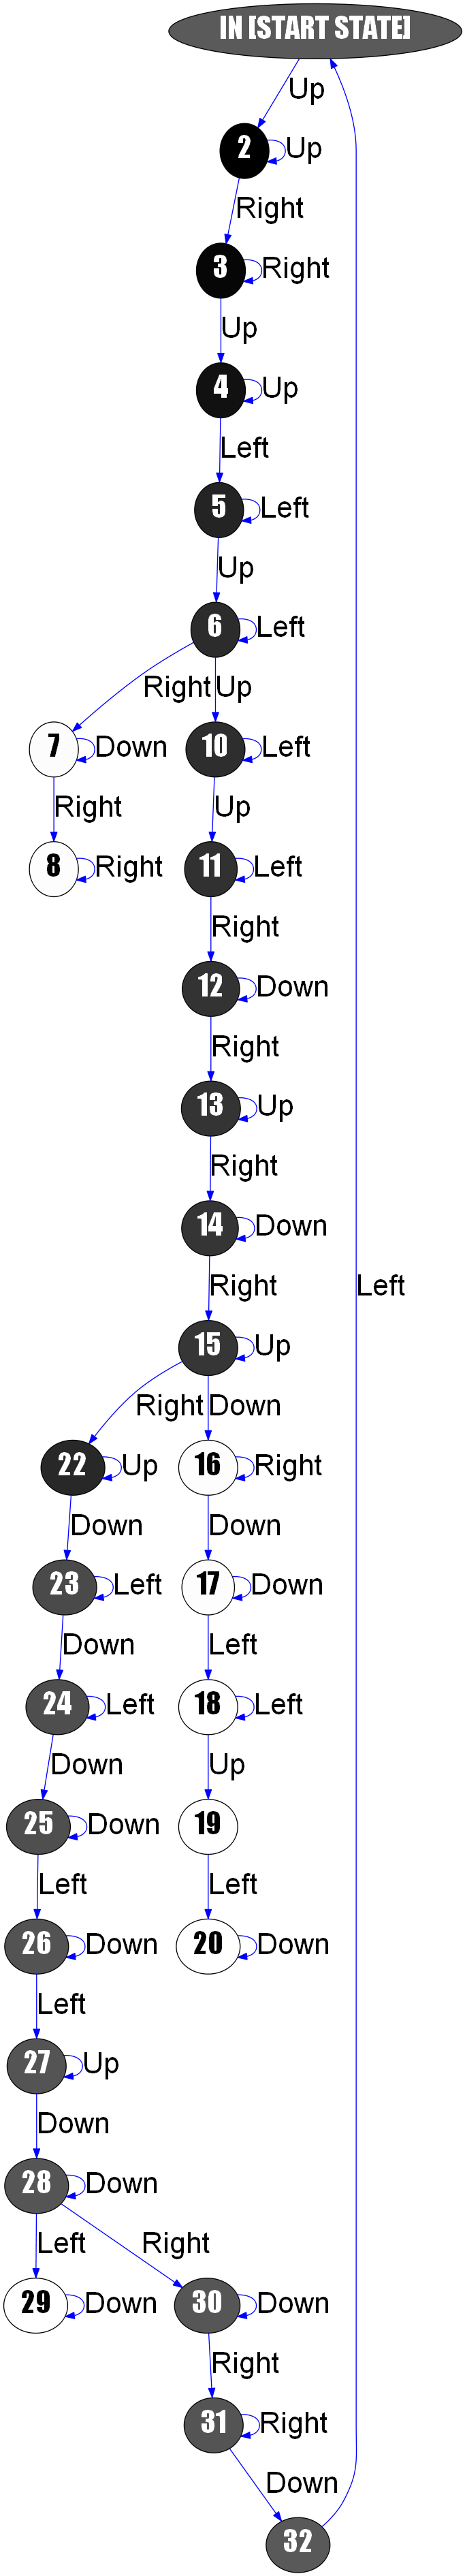 IN [START STATE]
Up
2 Up
Right
3 Right
Up
4 Up
Left
5 Left
Up
6 Left
Right Up
7 Down 10 Left
Right Up
8 Right 11 Left
Right
12 Down
Right
13 Up
Right
14 Down
Right Left
15 Up
Right Down
22 Up 16 Right
Down Down
23 Left 17 Down
Down Left
24 Left 18 Left
Down Up
25 Down 19
Left Left
26 Down 20 Down
Left
27 Up
Down
28 Down
Left Right
29 Down 30 Down
Right
31 Right
Down
32